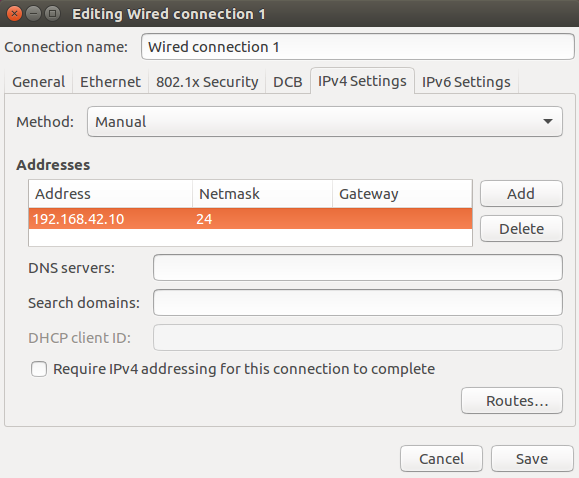 Editing Wired connection 1
Connection name: Wired connection 1
General Ethernet 802.1x Security DCB IPv4 Settings IPv6 Settings
Method: Manual
Addresses
Address Netmask Gateway Add
192.168.42.10 24
Delete
DNS servers:
Search domains:
DHCP client ID:
Require IPv4 addressing for this connection to complete
Routes...
Cancel Save